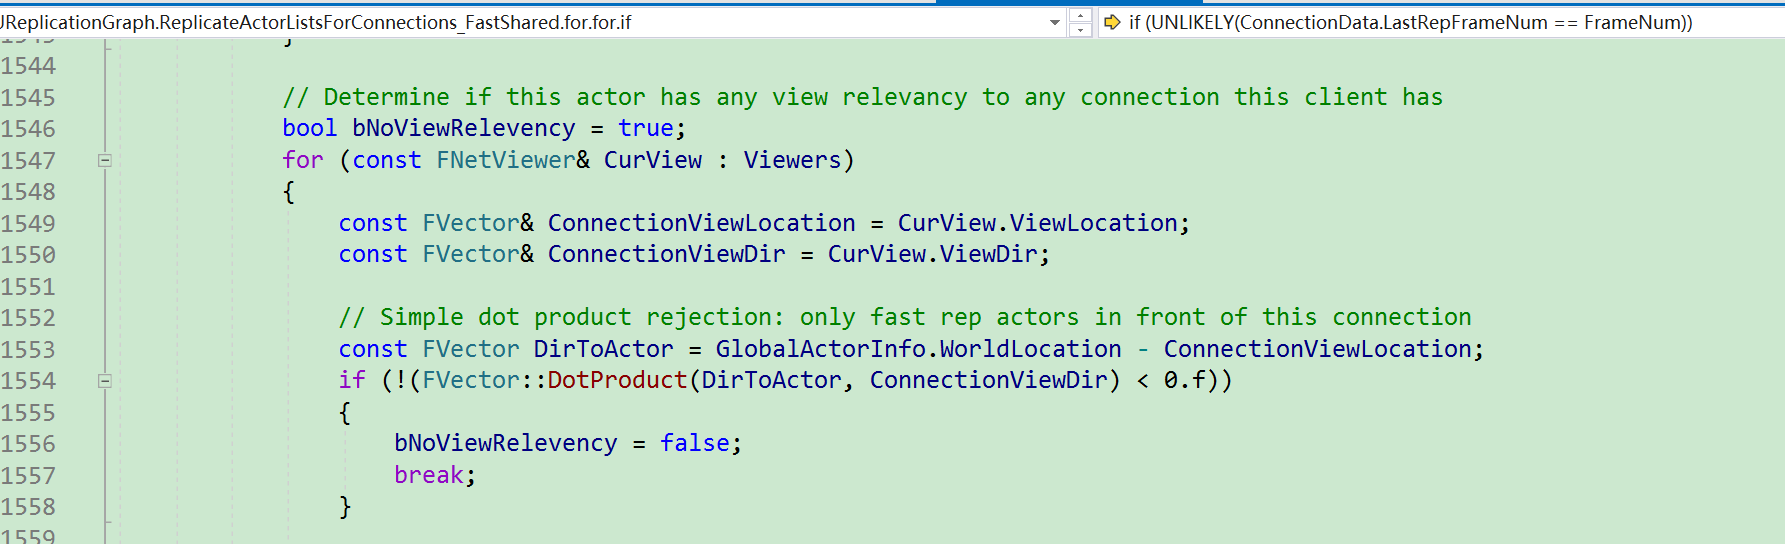 UReplicationGraph.ReplicateActorListsForConnections_FastShared.for.for.if
if (UNLIKELY(ConnectionData.LastRepFrameNum == FrameNum))
1543 }
1544
1545 // Determine if this actor has any view relevancy to any connection this client has
1546 bool bNoViewRelevency = true;
1547 for (const FNetViewer& CurView : Viewers)
1548 {
1549 const FVector& ConnectionViewLocation = CurView.ViewLocation;
1550 const FVector& ConnectionViewDir = CurView.ViewDir;
1551
1552 // Simple dot product rejection: only fast rep actors in front of this connection
1553 const FVector DirToActor = GlobalActorInfo.WorldLocation - ConnectionViewLocation;
1554 if (!(FVector::DotProduct(DirToActor, ConnectionViewDir) < 0.f))
1555 {
1556 bNoViewRelevency = false;
1557 break;
1558 }
1559